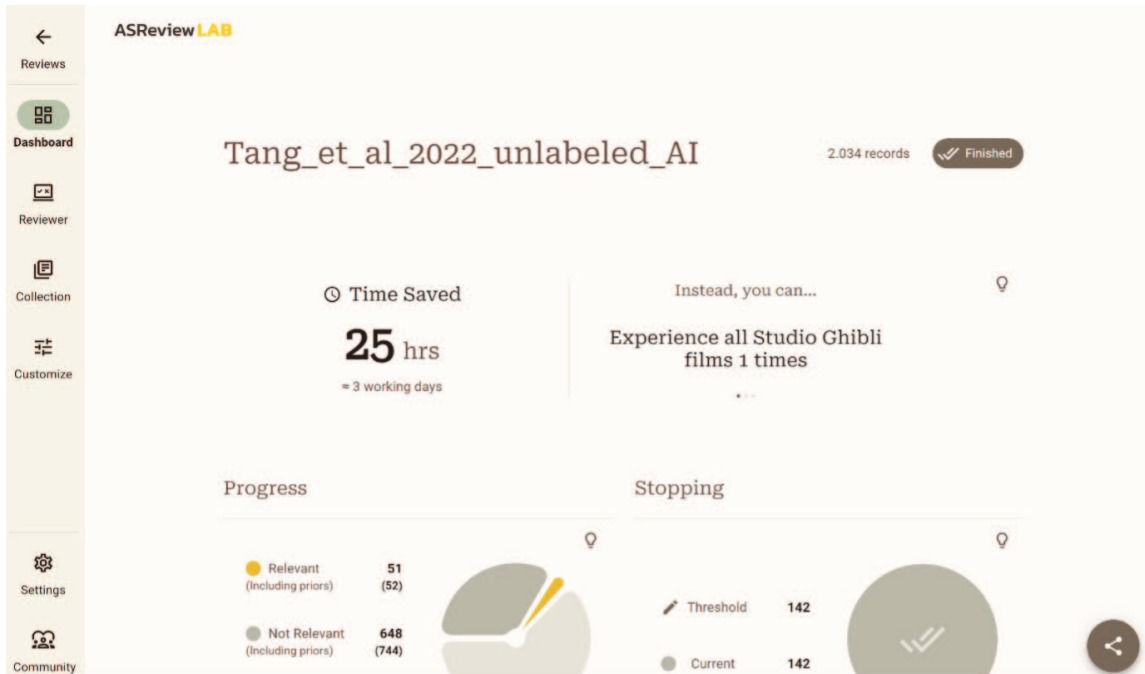 ASReview LAB
Reviews
Dashboard
Reviewer
Collection
Customize
Settings
Community
Tang_et_al_2022_unlabeled_AI
2.034 records
Finished
Time Saved
25 hrs
≈ 3 working days
Instead, you can...
Experience all Studio Ghibli
films 1 times
Progress
Relevant 51
(Including priors) (52)
Not Relevant 648
(Including priors) (744)
Stopping
Threshold 142
Current 142